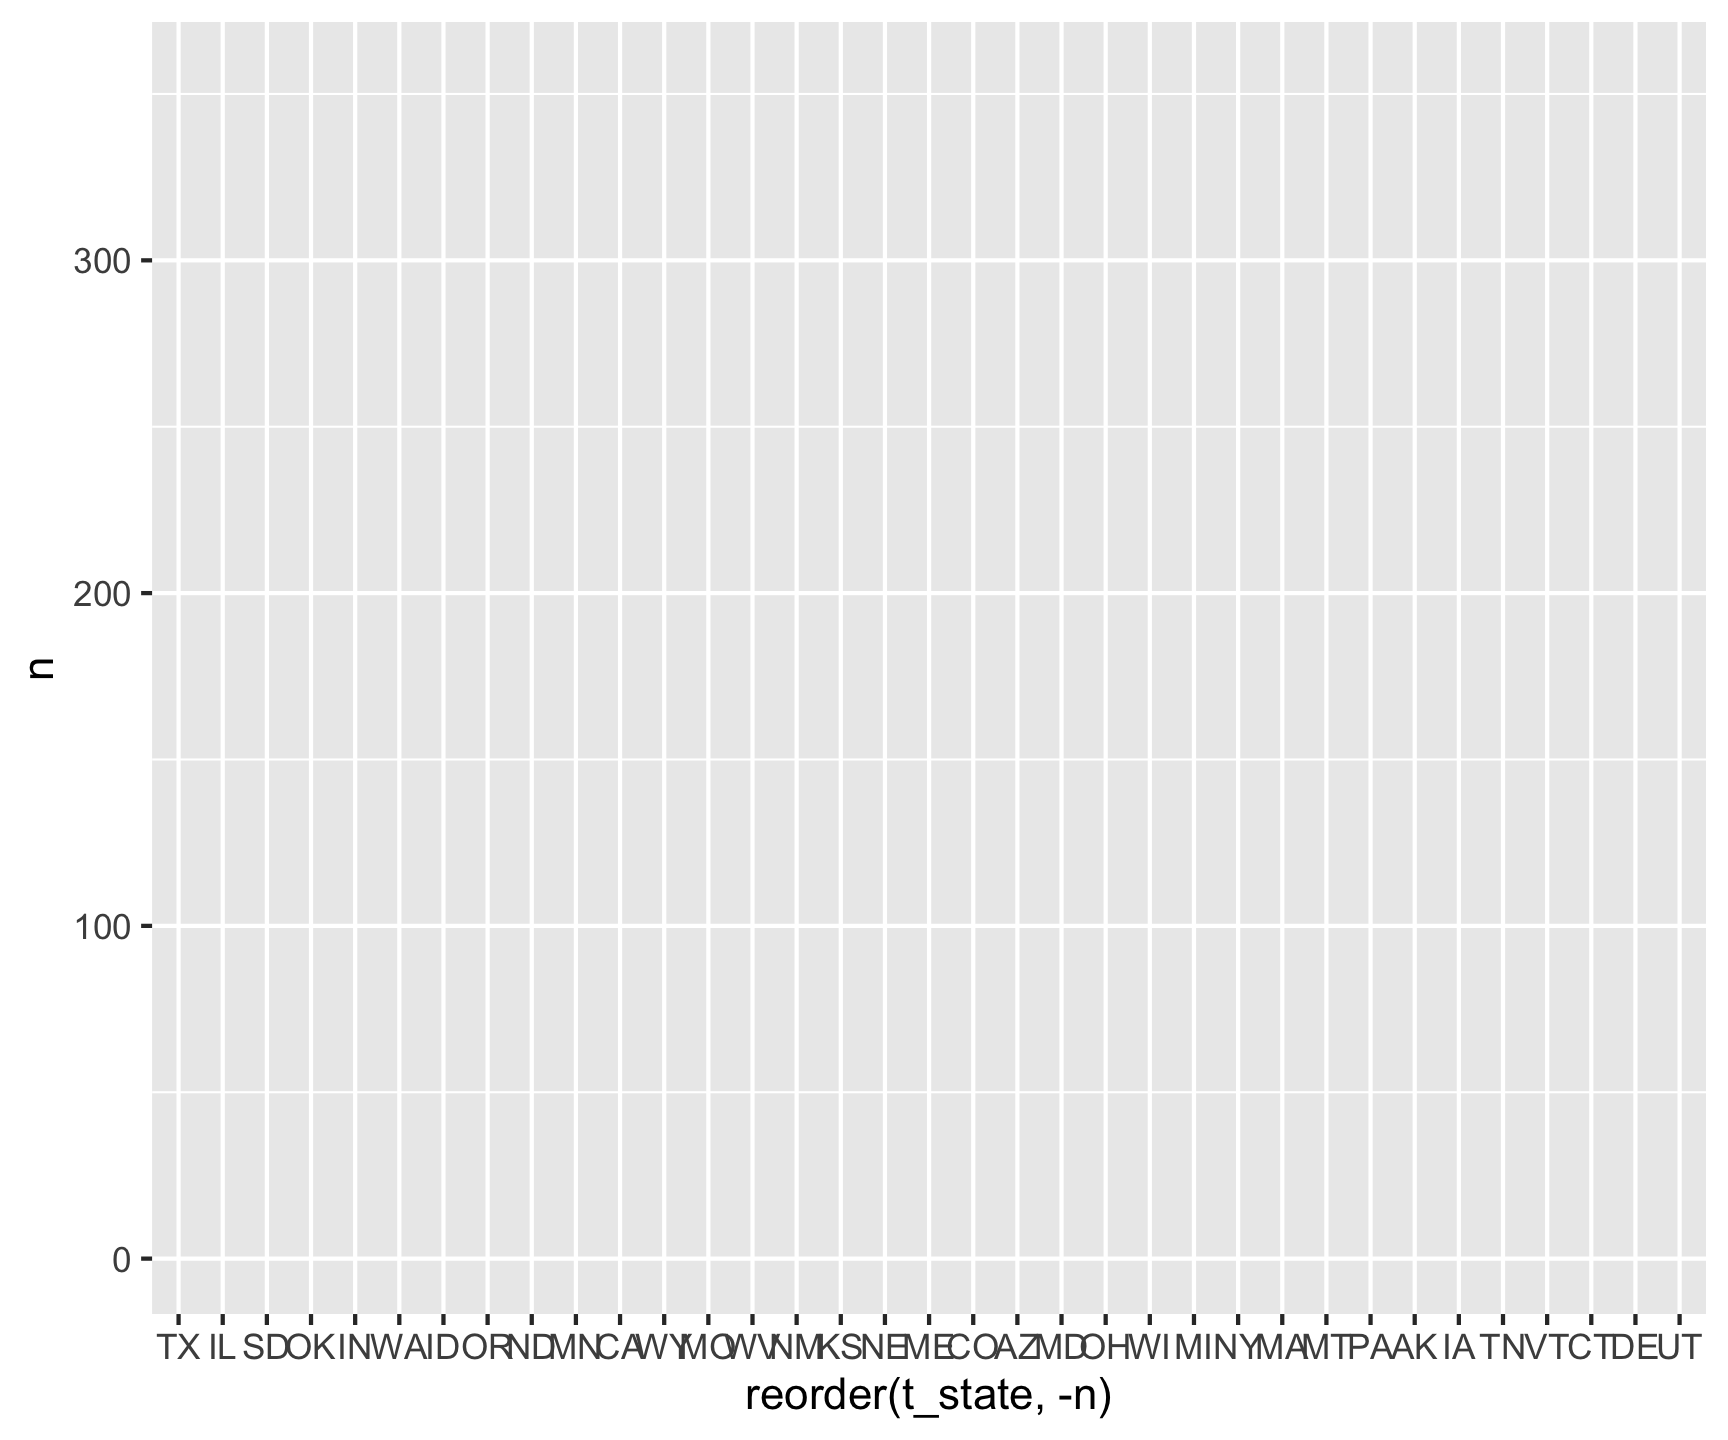 300
200
n
100
0
TX IL SD OK IN WA ID OR ND MN CA WY MO WV NM KS NE ME CO AZ MD OH WI MI NY MA MT PA AK IA TN VT CT DE UT
reorder(t_state, -n)